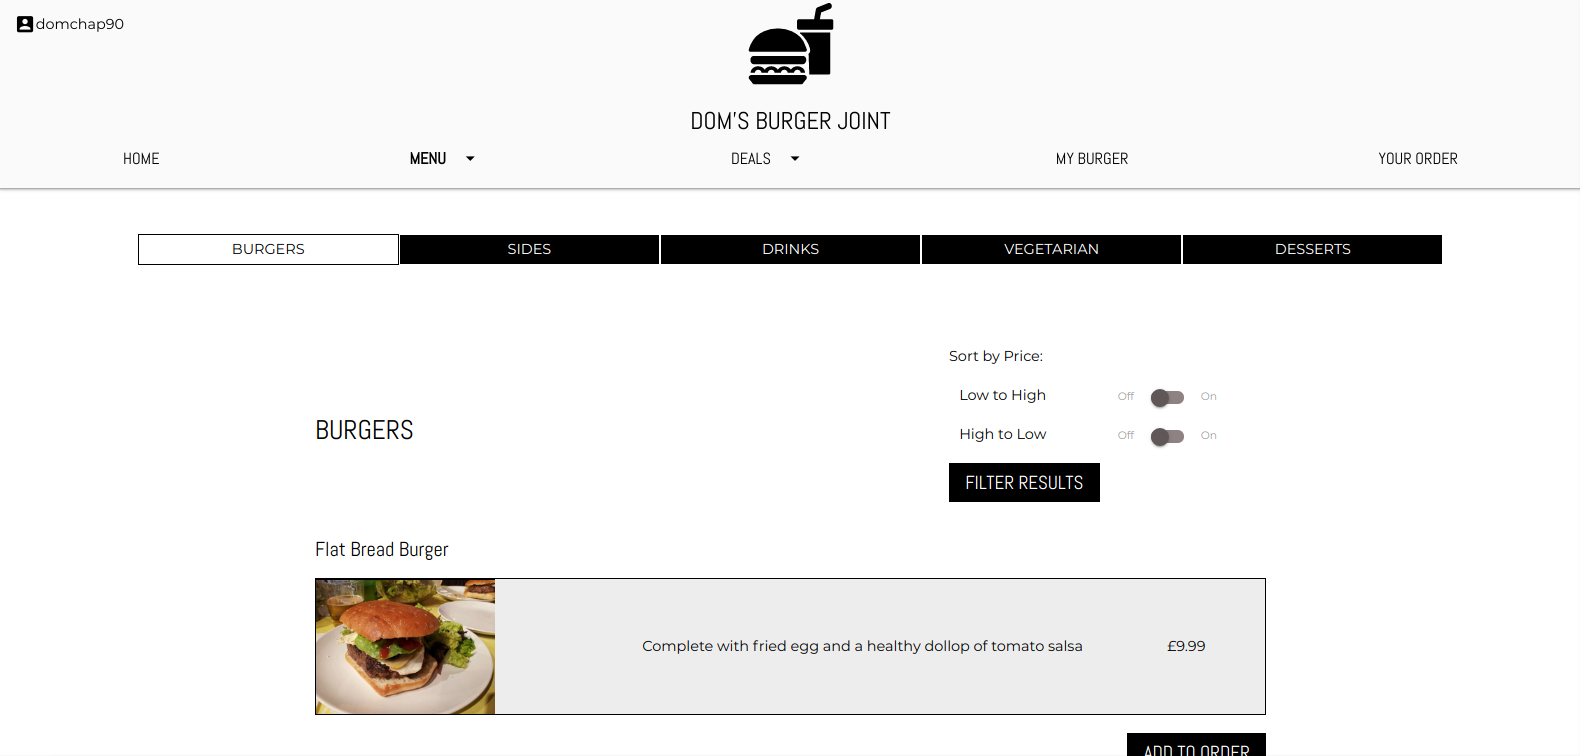 domchap90
DOM'S BURGER JOINT
HOME MENU DEALS MY BURGER YOUR ORDER
BURGERS SIDES DRINKS VEGETARIAN DESSERTS
Sort by Price:
Low to High Off On
BURGERS
High to Low Off On
FILTER RESULTS
Flat Bread Burger
Complete with fried egg and a healthy dollop of tomato salsa £9.99
ADD TO ORDER